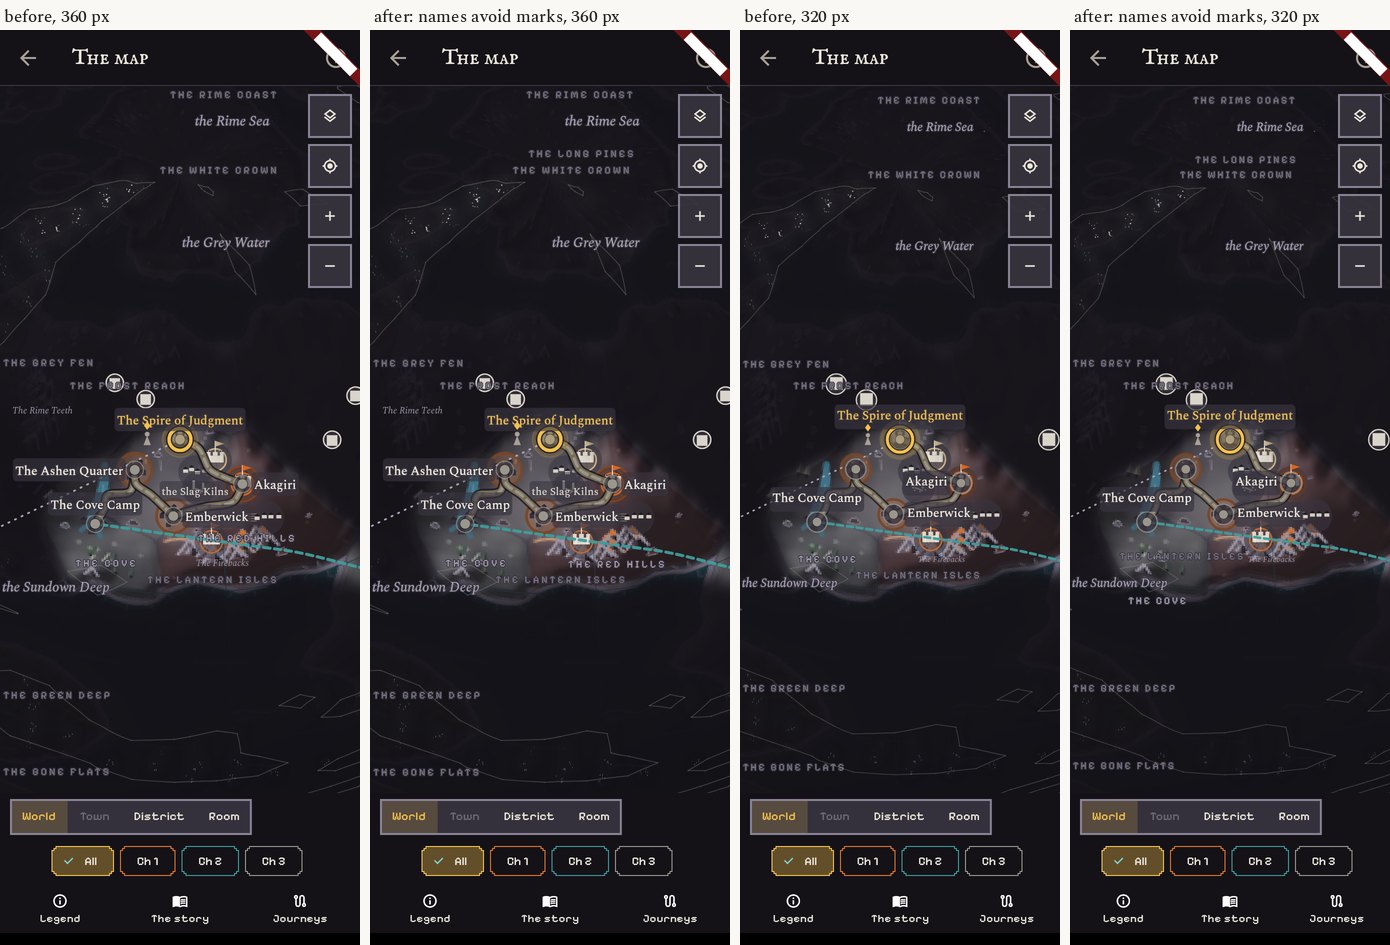 before, 360 px
The map
THE RIME COAST
the Rime Sea
THE WHITE CROWN
the Grey Water
THE GREY FEN
THE FROST REACH
The Rime Teeth
The Spire of Judgment
The Ashen Quarter
Akagiri
the Slag Kilns
The Cove Camp
Emberwick
THE RED HILLS
THE COVE
The Firebacks
THE LANTERN ISLES
the Sundown Deep
THE GREEN DEEP
THE BONE FLATS
World Town District Room
All Ch 1 Ch 2 Ch 3
Legend The story Journeys
after: names avoid marks, 360 px
The map
THE RIME COAST
the Rime Sea
THE LONG PINES
THE WHITE CROWN
the Grey Water
THE GREY FEN
THE FROST REACH
The Rime Teeth
The Spire of Judgment
The Ashen Quarter
Akagiri
the Slag Kilns
The Cove Camp
Emberwick
THE COVE
THE RED HILLS
THE LANTERN ISLES
the Sundown Deep
THE GREEN DEEP
THE BONE FLATS
World Town District Room
All Ch 1 Ch 2 Ch 3
Legend The story Journeys
before, 320 px
The map
THE RIME COAST
the Rime Sea
THE WHITE CROWN
the Grey Water
THE GREY FEN
THE FROST REACH
The Spire of Judgment
Akagiri
The Cove Camp
Emberwick
THE COVE
The Firebacks
THE LANTERN ISLES
the Sundown Deep
THE GREEN DEEP
THE BONE FLATS
World Town District Room
All Ch 1 Ch 2 Ch 3
Legend The story Journeys
after: names avoid marks, 320 px
The map
THE RIME COAST
the Rime Sea
THE LONG PINES
THE WHITE CROWN
the Grey Water
THE GREY FEN
THE FROST REACH
The Spire of Judgment
Akagiri
The Cove Camp
Emberwick
THE LANTERN ISLES
The Firebacks
the Sundown Deep
THE COVE
THE GREEN DEEP
THE BONE FLATS
World Town District Room
All Ch 1 Ch 2 Ch 3
Legend The story Journeys